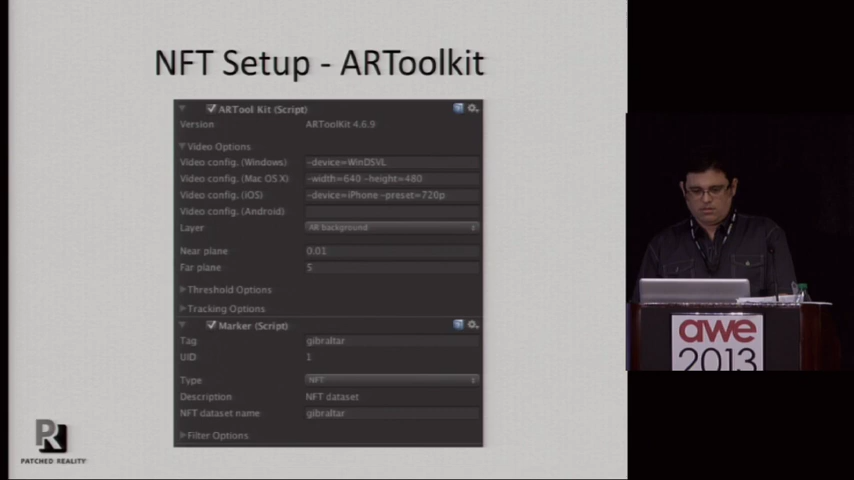 NFT Setup - ARToolkit
ARTool Kit (Script)
Version ARToolKit 4.6.9
Video Options
Video config. (Windows) -device=WinDSVL
Video config. (Mac OS X) -width=640 -height=480
Video config. (iOS) -device=iPhone -preset=720p
Video config. (Android)
Layer AR background
Near plane 0.01
Far plane 5
Threshold Options
Tracking Options
Marker (Script)
Tag gibraltar
UID 1
Type NFT
Description NFT dataset
NFT dataset name gibraltar
Filter Options
PATCHED REALITY
awe
2013